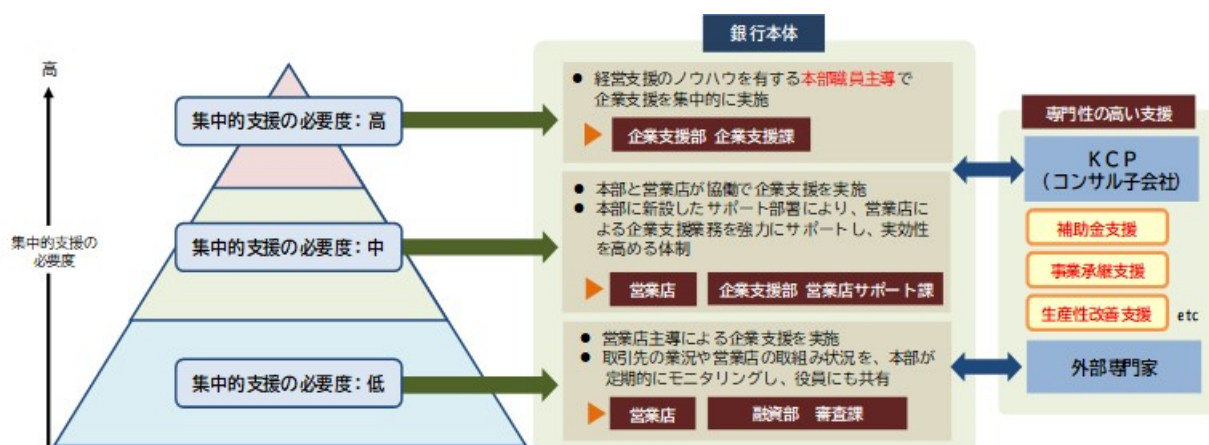 高
集中的支援の
必要度
集中的支援の必要度：高
集中的支援の必要度：中
集中的支援の必要度：低
銀行本体
● 経営支援のノウハウを有する本部職員主導で
企業支援を集中的に実施
企業支援部 企業支援課
● 本部と営業店が協働で企業支援を実施
● 本部に新設したサポート部署により、営業店に
よる企業支援業務を強力にサポートし、実効性
を高める体制
営業店
企業支援部 営業店サポート課
● 営業店主導による企業支援を実施
● 取引先の業況や営業店の取組み状況を、本部が
定期的にモニタリングし、役員にも共有
営業店
融資部　審査課
専門性の高い支援
ＫＣＰ
（コンサル子会社）
補助金支援
事業承継支援
生産性改善支援 etc
外部専門家